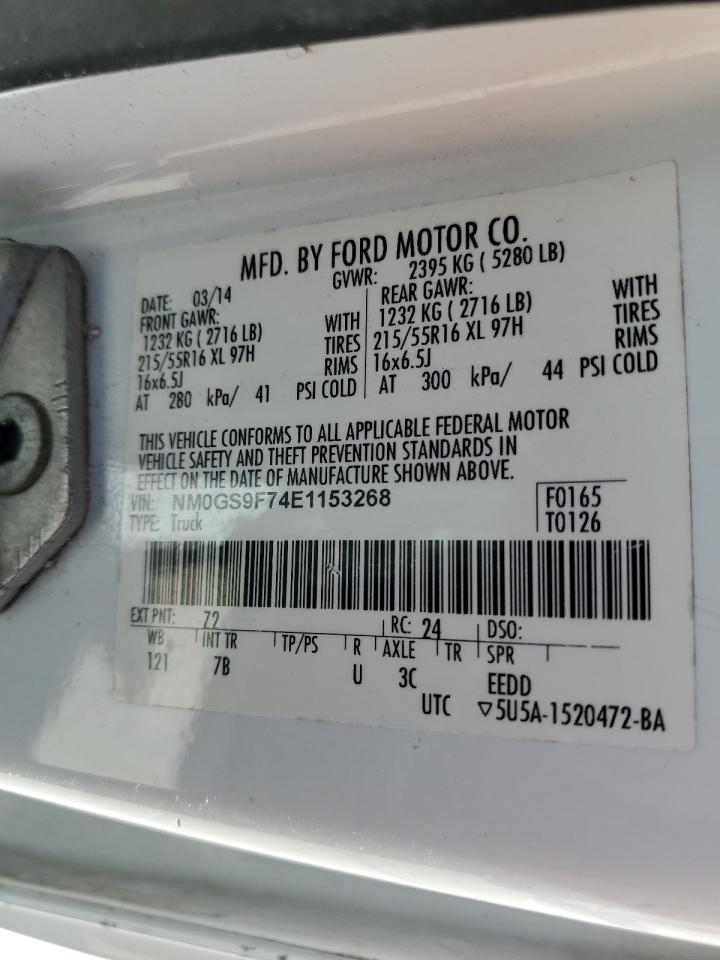 MFD. BY FORD MOTOR CO.
DATE: 03/14 GVWR: 2395 KG ( 5280 LB)
FRONT GAWR: REAR GAWR:
1232 KG ( 2716 LB) WITH 1232 KG ( 2716 LB) WITH
215/55R16 XL 97H TIRES 215/55R16 XL 97H TIRES
16x6.5J RIMS 16x6.5J RIMS
AT 280 kPa/ 41 PSI COLD AT 300 kPa/ 44 PSI COLD
THIS VEHICLE CONFORMS TO ALL APPLICABLE FEDERAL MOTOR
VEHICLE SAFETY AND THEFT PREVENTION STANDARDS IN
EFFECT ON THE DATE OF MANUFACTURE SHOWN ABOVE.
VIN: NM0GS9F74E1153268 F0165
TYPE: Truck T0126
EXT PNT: 7Z RC: 24 DSO:
WB INT TR TP/PS R AXLE TR SPR
121 7B U 3C EEDD
UTC ▽5U5A-1520472-BA